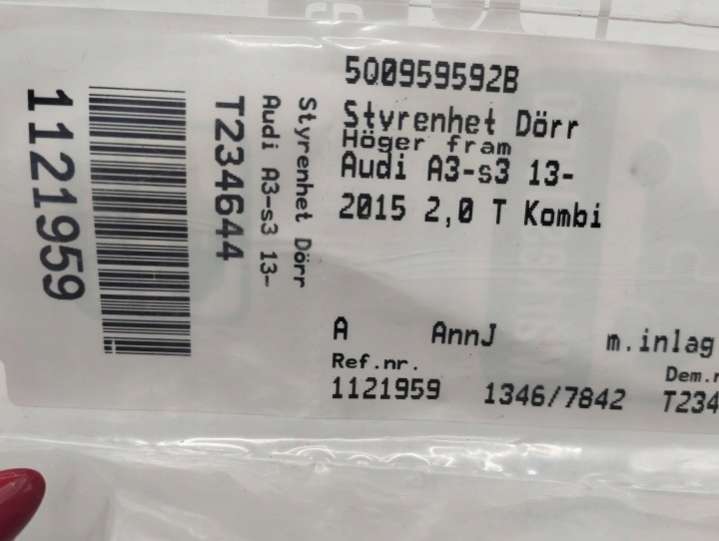 5Q0959592B
Styrenhet Dörr
Höger fram
Audi A3-s3 13-
2015 2,0 T Kombi
A AnnJ m.inlag
Ref.nr. Dem.r
1121959 1346/7842 T234
Styrenhet Dörr
Audi A3-s3 13-
T234644
1121959